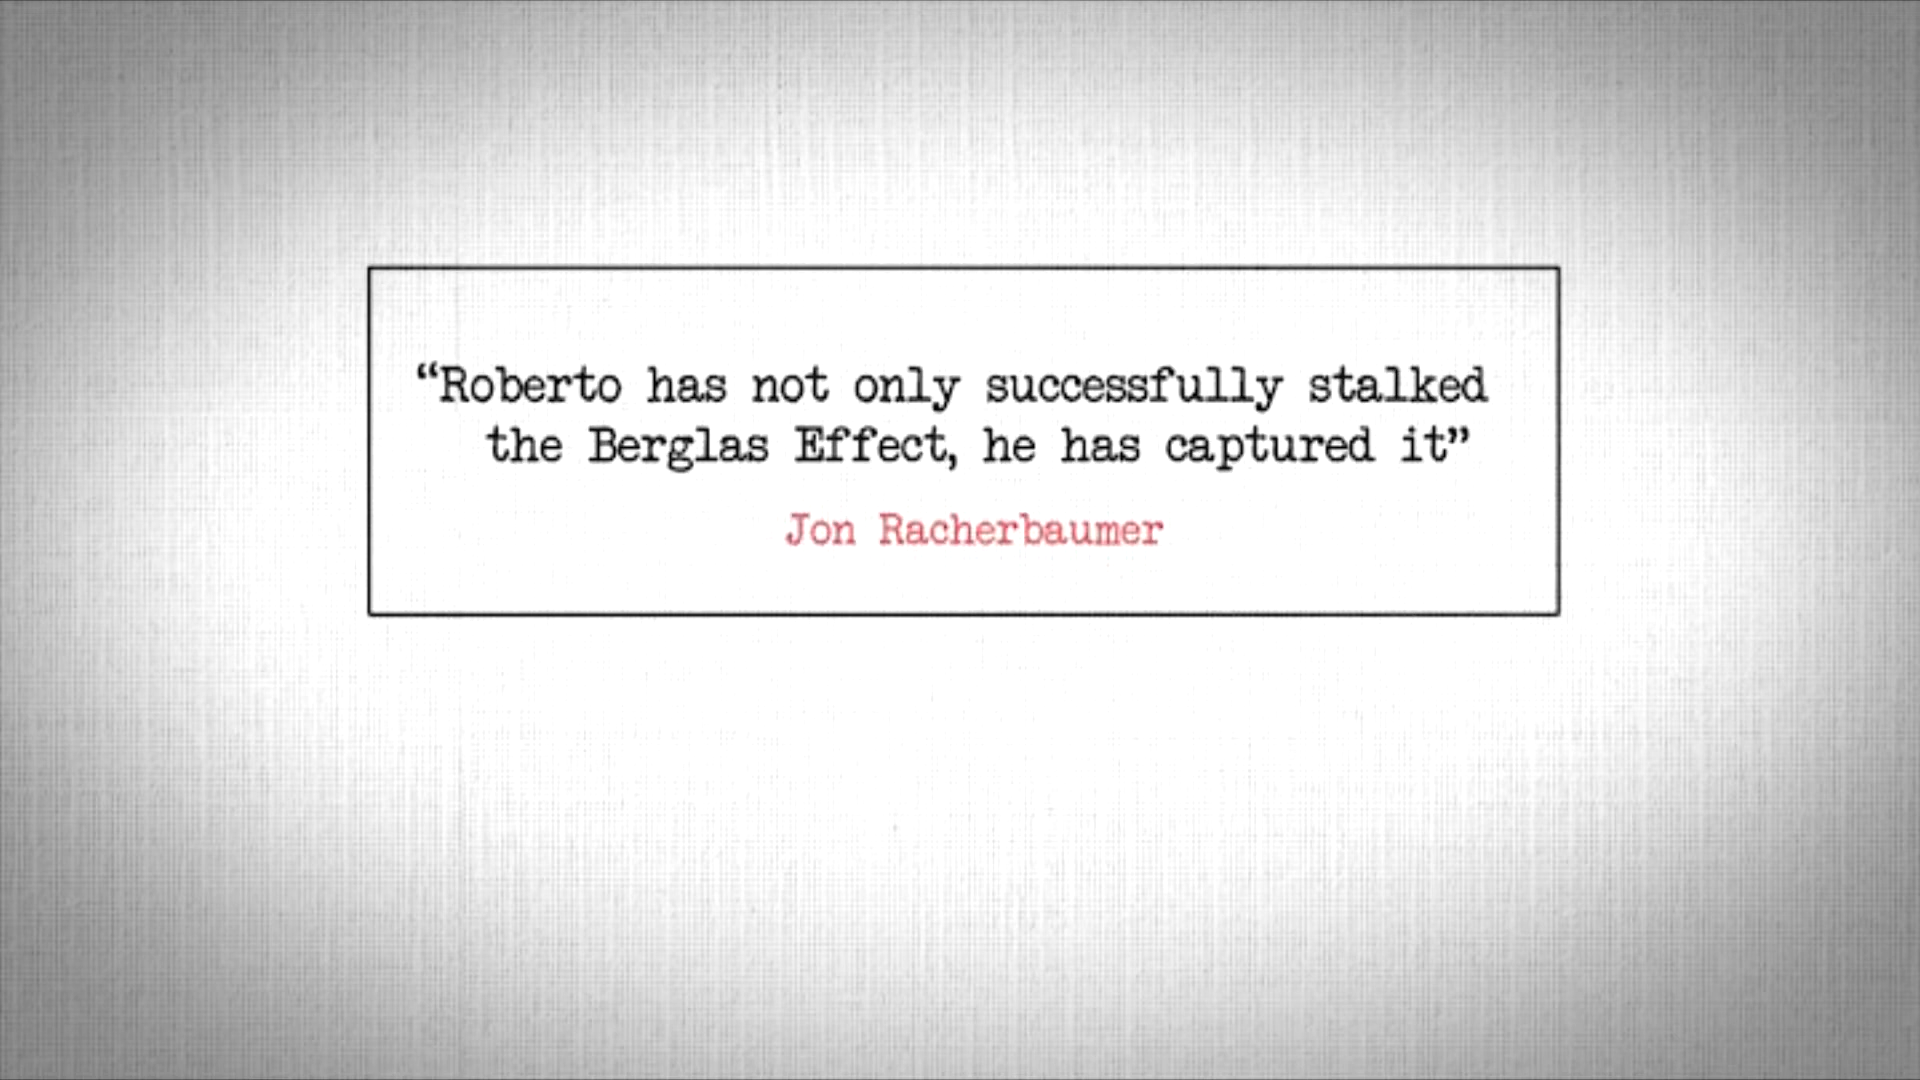 “Roberto has not only successfully stalked
the Berglas Effect, he has captured it”
Jon Racherbaumer